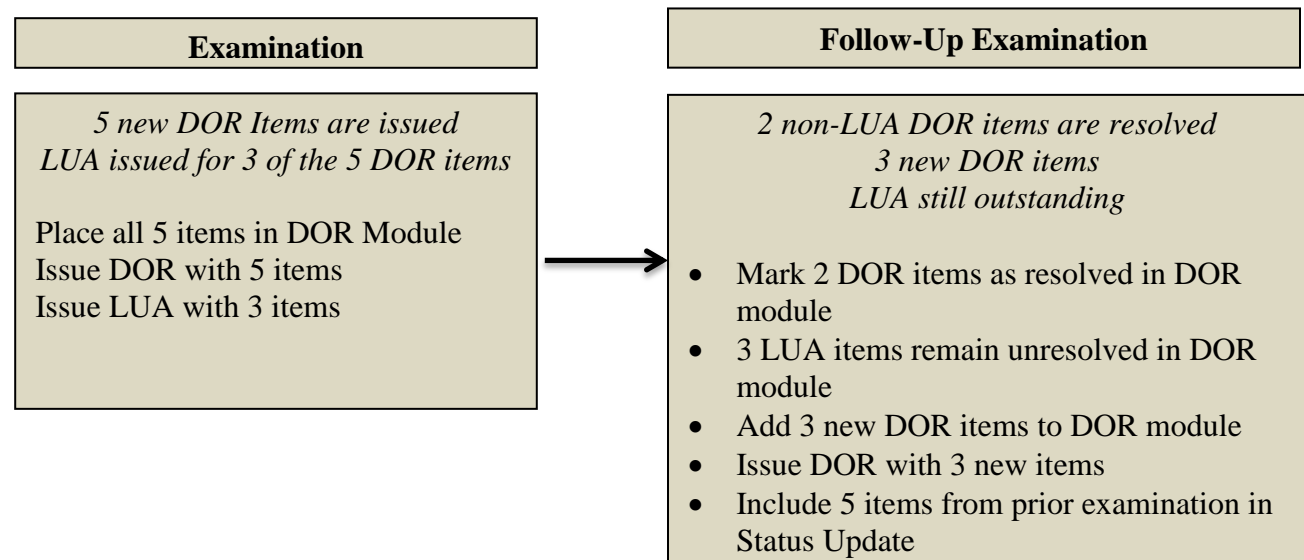 Examination
5 new DOR Items are issued
LUA issued for 3 of the 5 DOR items
Place all 5 items in DOR Module
Issue DOR with 5 items
Issue LUA with 3 items
Follow-Up Examination
2 non-LUA DOR items are resolved
3 new DOR items
LUA still outstanding
• Mark 2 DOR items as resolved in DOR
module
• 3 LUA items remain unresolved in DOR
module
• Add 3 new DOR items to DOR module
• Issue DOR with 3 new items
• Include 5 items from prior examination in
Status Update